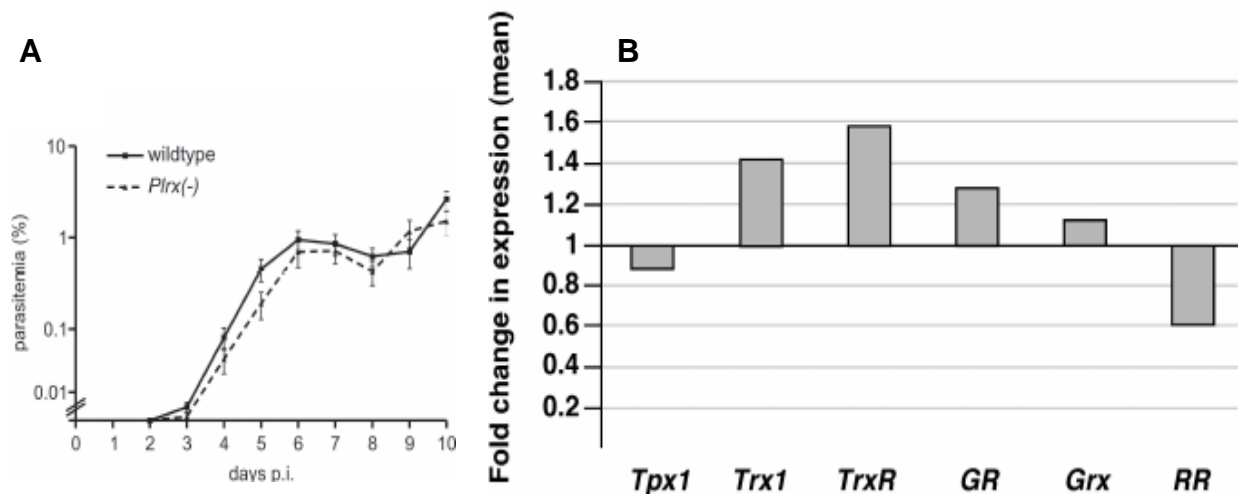 A
10
1
0.1
0.01
parasitemia (%)
wildtype
Plrx(-)
0 1 2 3 4 5 6 7 8 9 10
days p.i.
B
Fold change in expression (mean)
1.8
1.6
1.4
1.2
1
0.8
0.6
0.4
0.2
Tpx1 Trx1 TrxR GR Grx RR